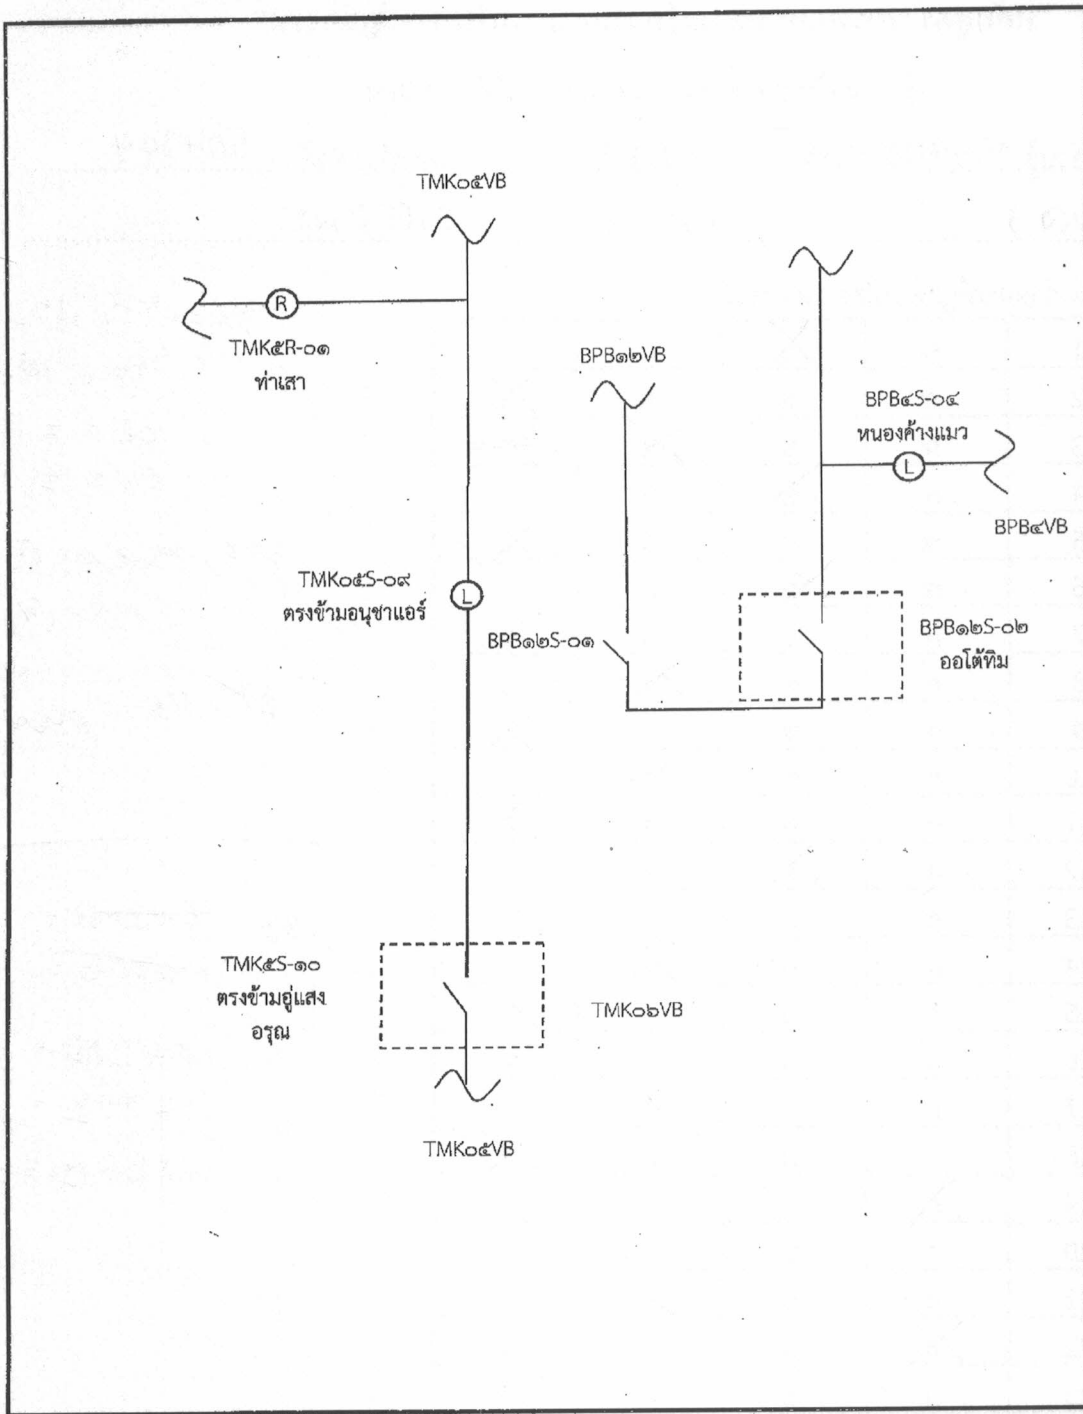 TMK๐๕VB
R
TMK๕R-๐๑
ท่าเสา
BPB๑๒VB
BPB๔S-๐๔
หนองค้างแมว
L
BPB๔VB
TMK๐๕S-๐๙
ตรงข้ามอนุชาแอร์
L
BPB๑๒S-๐๑
BPB๑๒S-๐๒
ออโต้ทิม
TMK๕S-๑๐
ตรงข้ามอู่แสง
อรุณ
TMK๐๖VB
TMK๐๕VB